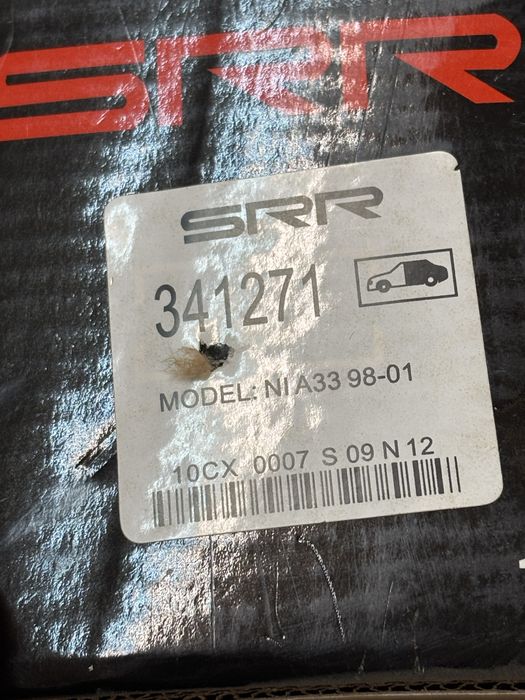 SRR
SRR
341271
MODEL: NI A33 98-01
10CX 0007 S 09 N 12